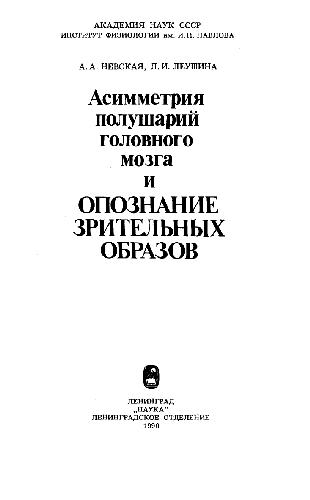 АКАДЕМИЯ НАУК СССР
ИНСТИТУТ ФИЗИОЛОГИИ им. И.П. ПАВЛОВА
А. А. НЕВСКАЯ, Л. И. ЛЕУШИНА
Асимметрия
полушарий
головного
мозга
и
ОПОЗНАНИЕ
ЗРИТЕЛЬНЫХ
ОБРАЗОВ
ЛЕНИНГРАД
„НАУКА"
ЛЕНИНГРАДСКОЕ ОТДЕЛЕНИЕ
1990